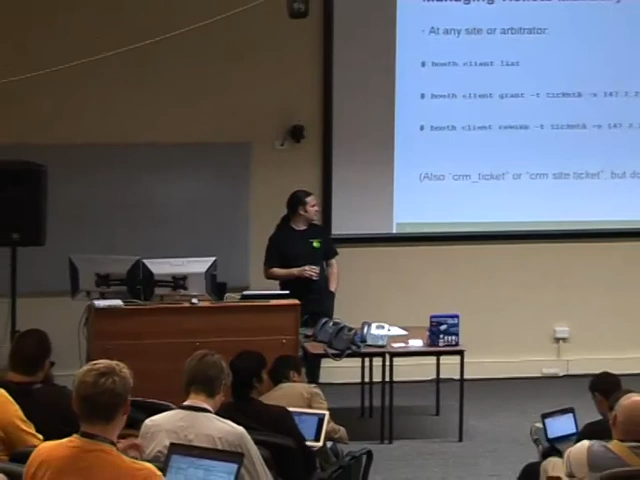 Managing Tickets Manually
- At any site or arbitrator:
# booth client list
# booth client grant -t ticketA -s 147.2.2
# booth client revoke -t ticketA -s 147.2.
(Also "crm_ticket" or "crm site ticket", but do